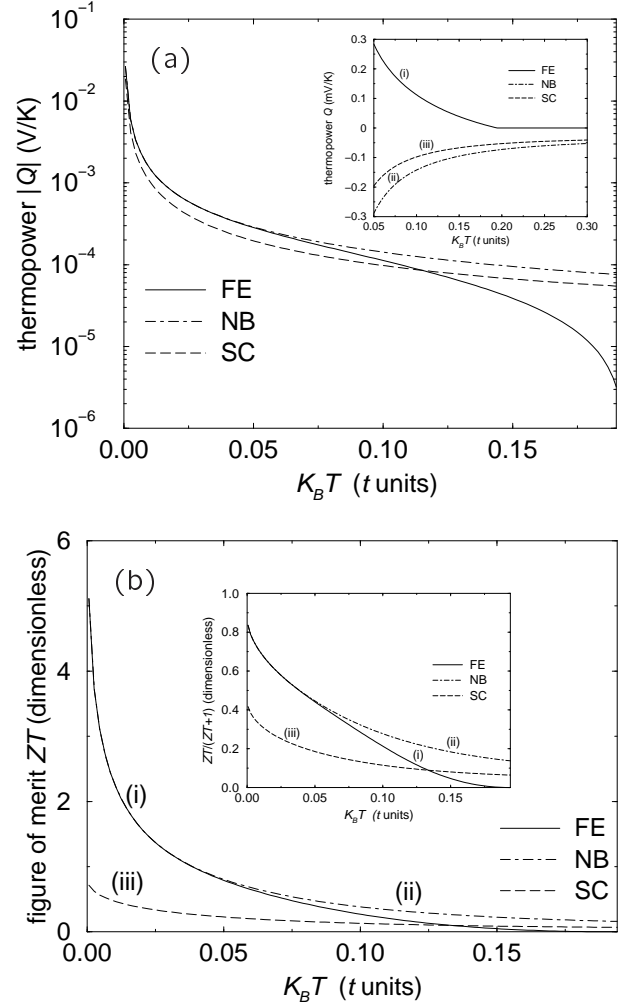 (a)
thermopower |Q| (V/K)
10⁻¹
10⁻²
10⁻³
10⁻⁴
10⁻⁵
10⁻⁶
0.00 0.05 0.10 0.15
K_BT (t units)
FE
NB
SC
thermopower Q (mV/K)
0.3
0.2
0.1
0
−0.1
−0.2
−0.3
0.05 0.10 0.15 0.20 0.25 0.30
K_BT (t units)
(i)
(iii)
(ii)
FE
NB
SC
(b)
figure of merit ZT (dimensionless)
6
4
2
0
0.00 0.05 0.10 0.15
K_BT (t units)
(i)
(iii)
(ii)
FE
NB
SC
ZT/(ZT+1) (dimensionless)
1.0
0.8
0.6
0.4
0.2
0.0
0.00 0.05 0.10 0.15
K_BT (t units)
(iii)
(ii)
(i)
FE
NB
SC